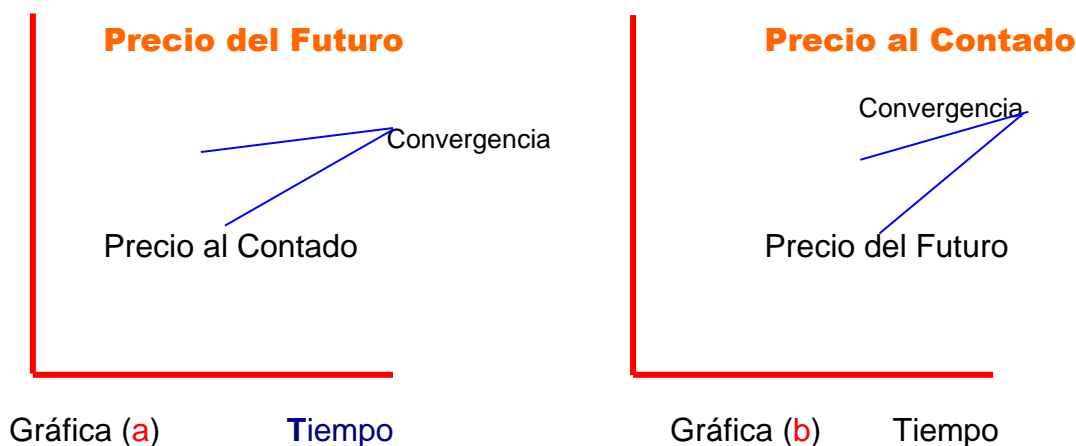 Precio del Futuro
Convergencia
Precio al Contado
Gráfica (a) Tiempo
Precio al Contado
Convergencia
Precio del Futuro
Gráfica (b) Tiempo